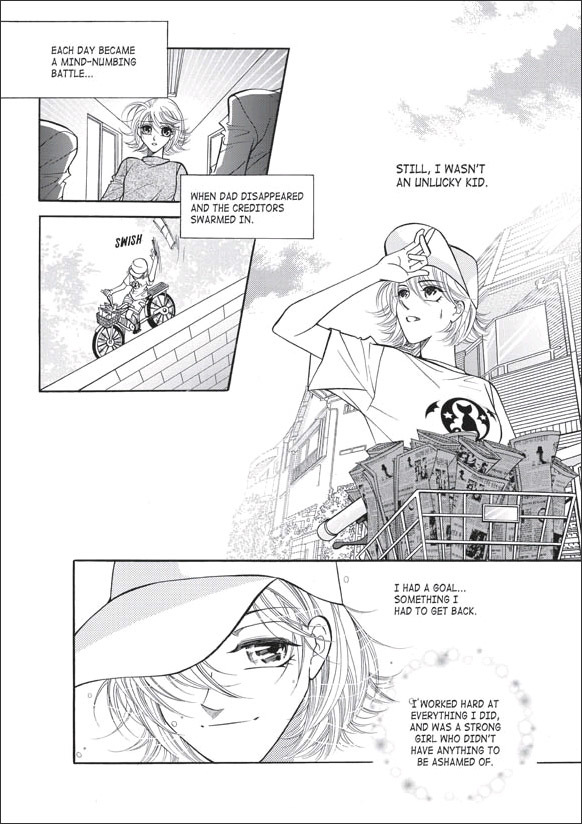 EACH DAY BECAME
A MIND-NUMBING
BATTLE...
WHEN DAD DISAPPEARED
AND THE CREDITORS
SWARMED IN.
SWISH
STILL, I WASN'T
AN UNLUCKY KID.
I HAD A GOAL...
SOMETHING I
HAD TO GET BACK.
I WORKED HARD AT
EVERYTHING I DID,
AND WAS A STRONG
GIRL WHO DIDN'T
HAVE ANYTHING TO
BE ASHAMED OF.